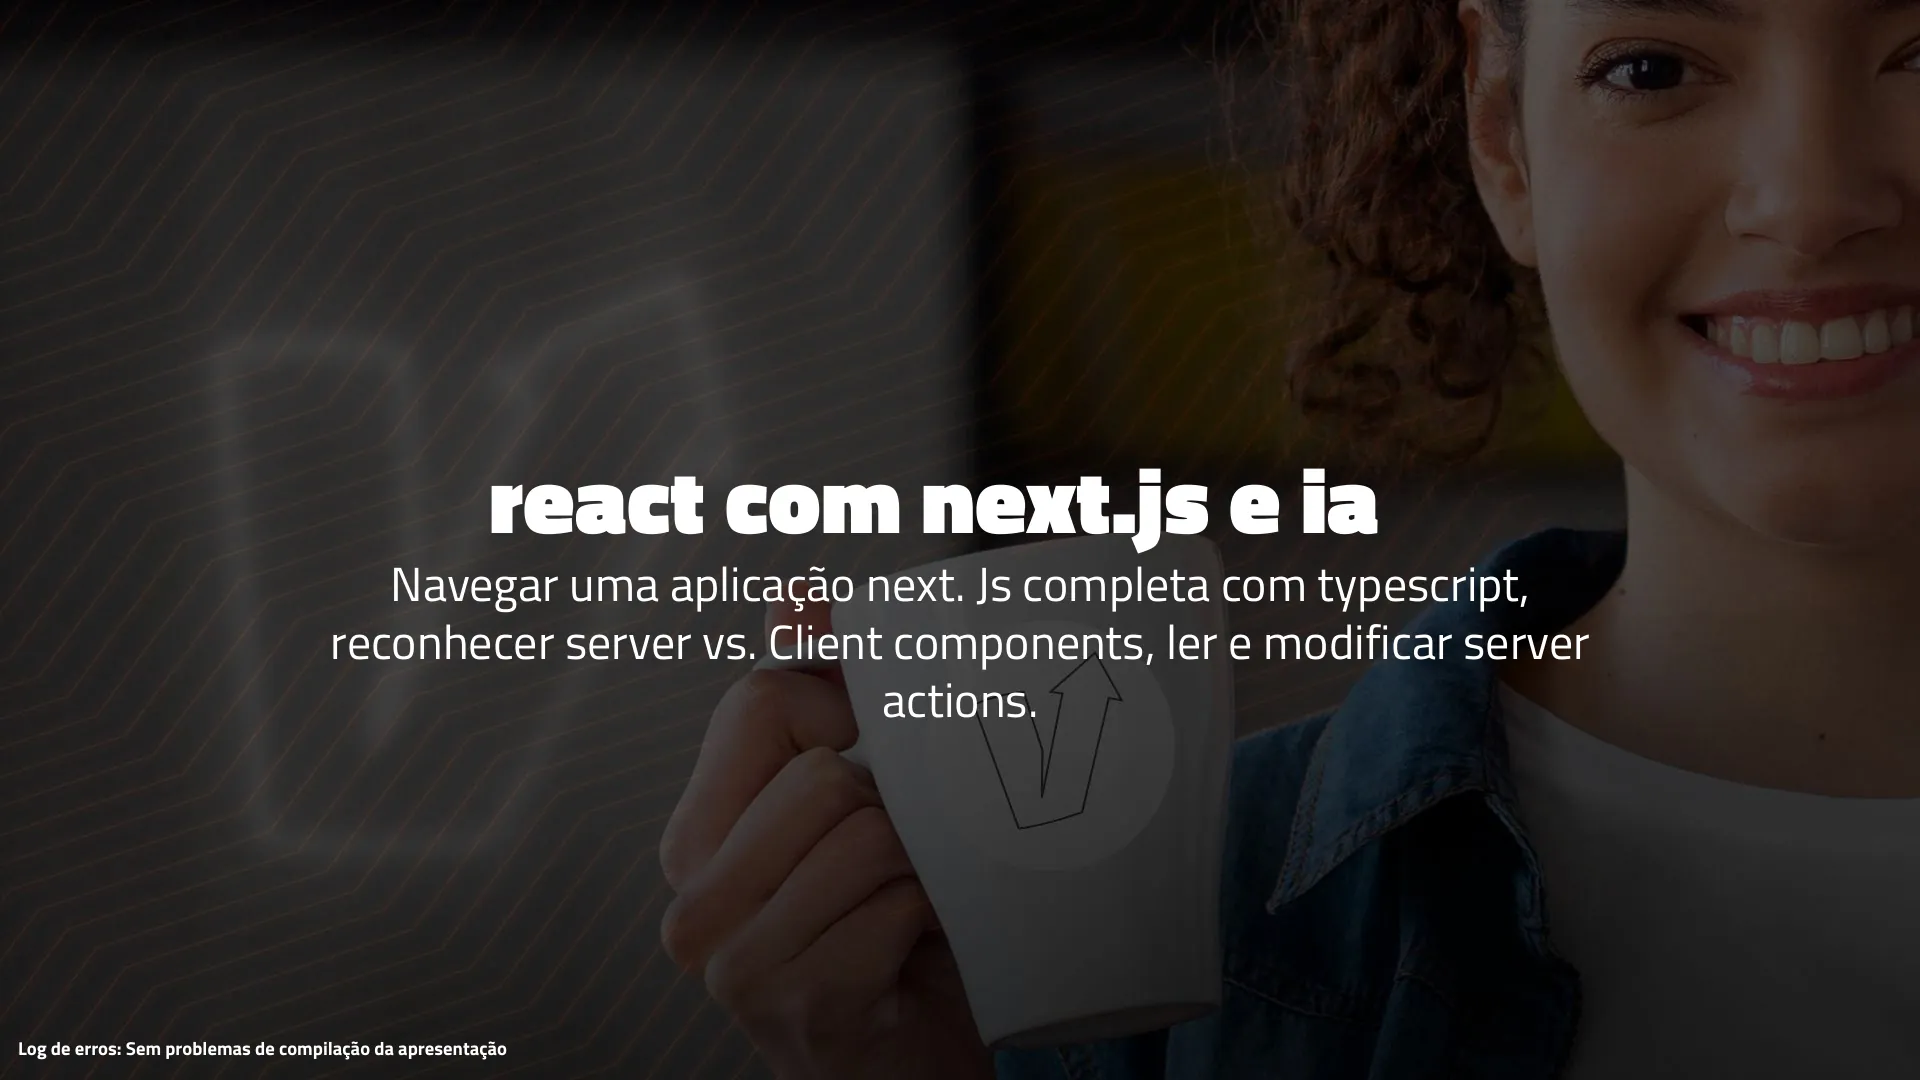 react com next.js e ia
Navegar uma aplicação next. Js completa com typescript,
reconhecer server vs. Client components, ler e modificar server
actions.
Log de erros: Sem problemas de compilação da apresentação